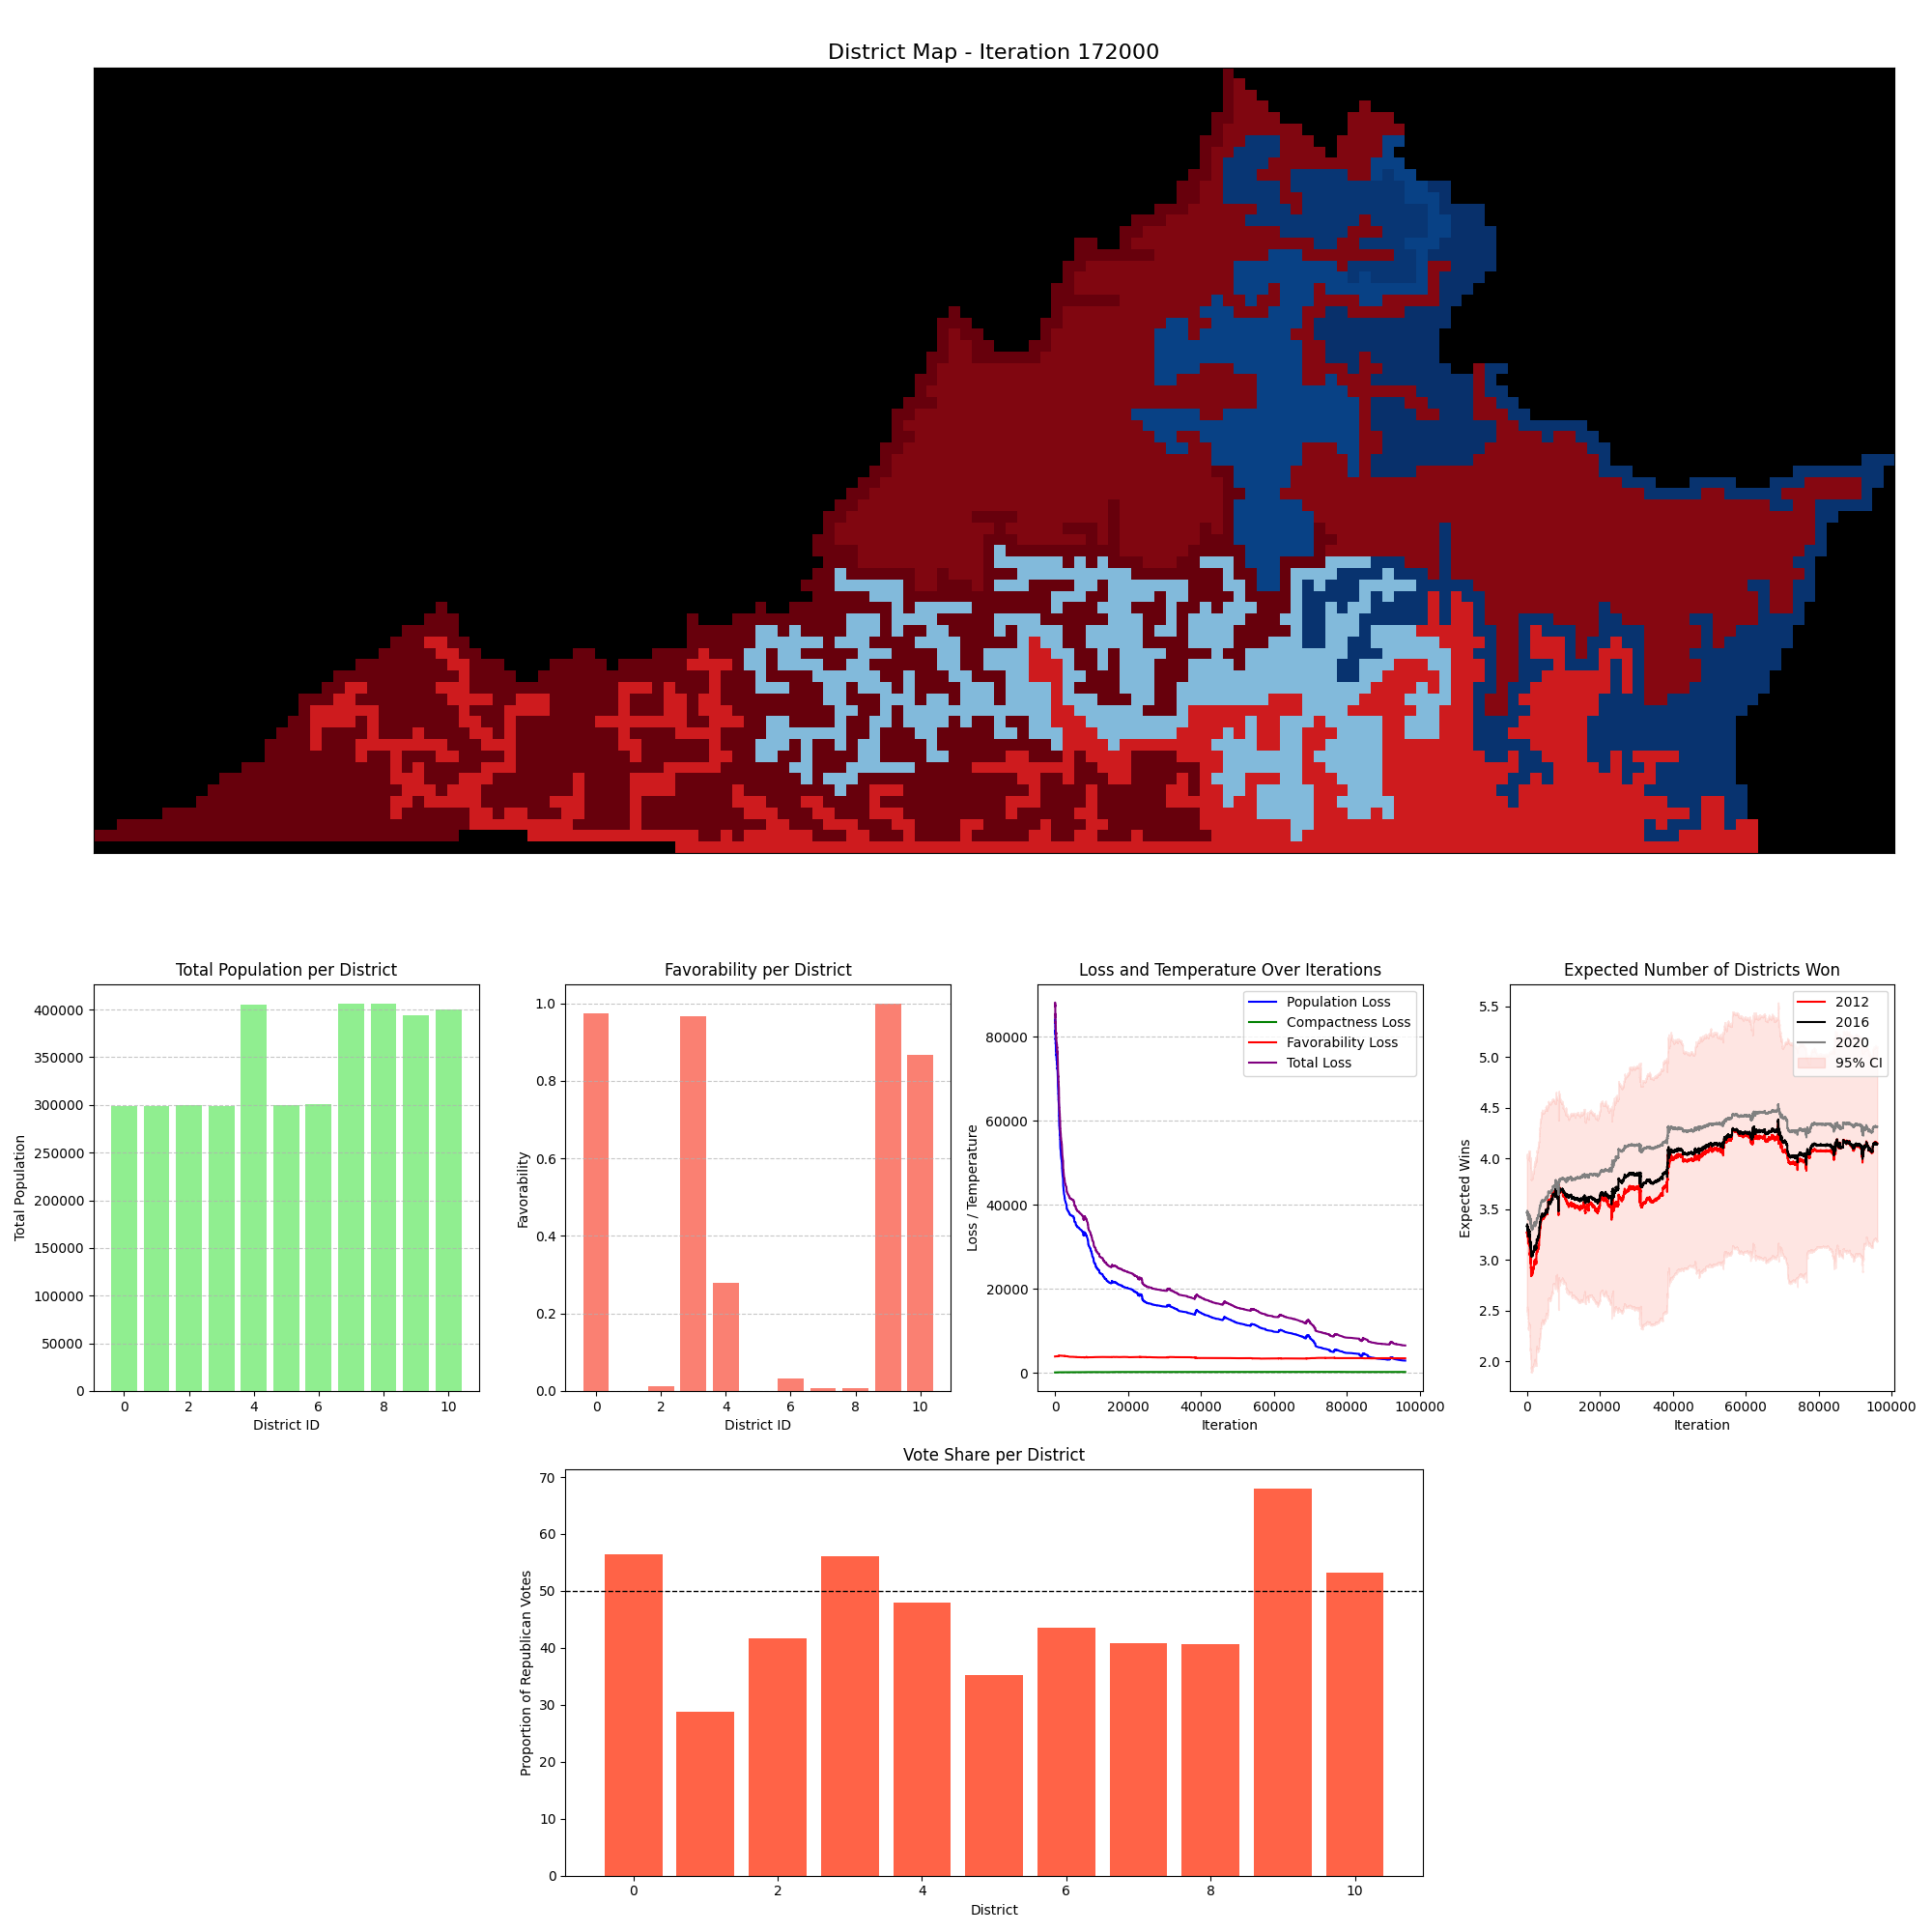 District Map - Iteration 172000
Total Population per District
Total Population
400000
350000
300000
250000
200000
150000
100000
50000
0
0 2 4 6 8 10
District ID
Favorability per District
Favorability
1.0
0.8
0.6
0.4
0.2
0.0
0 2 4 6 8 10
District ID
Loss and Temperature Over Iterations
Loss / Temperature
80000
60000
40000
20000
0
Population Loss
Compactness Loss
Favorability Loss
Total Loss
0 20000 40000 60000 80000 100000
Iteration
Expected Number of Districts Won
Expected Wins
5.5
5.0
4.5
4.0
3.5
3.0
2.5
2.0
2012
2016
2020
95% CI
0 20000 40000 60000 80000 100000
Iteration
Vote Share per District
Proportion of Republican Votes
70
60
50
40
30
20
10
0
0 2 4 6 8 10
District